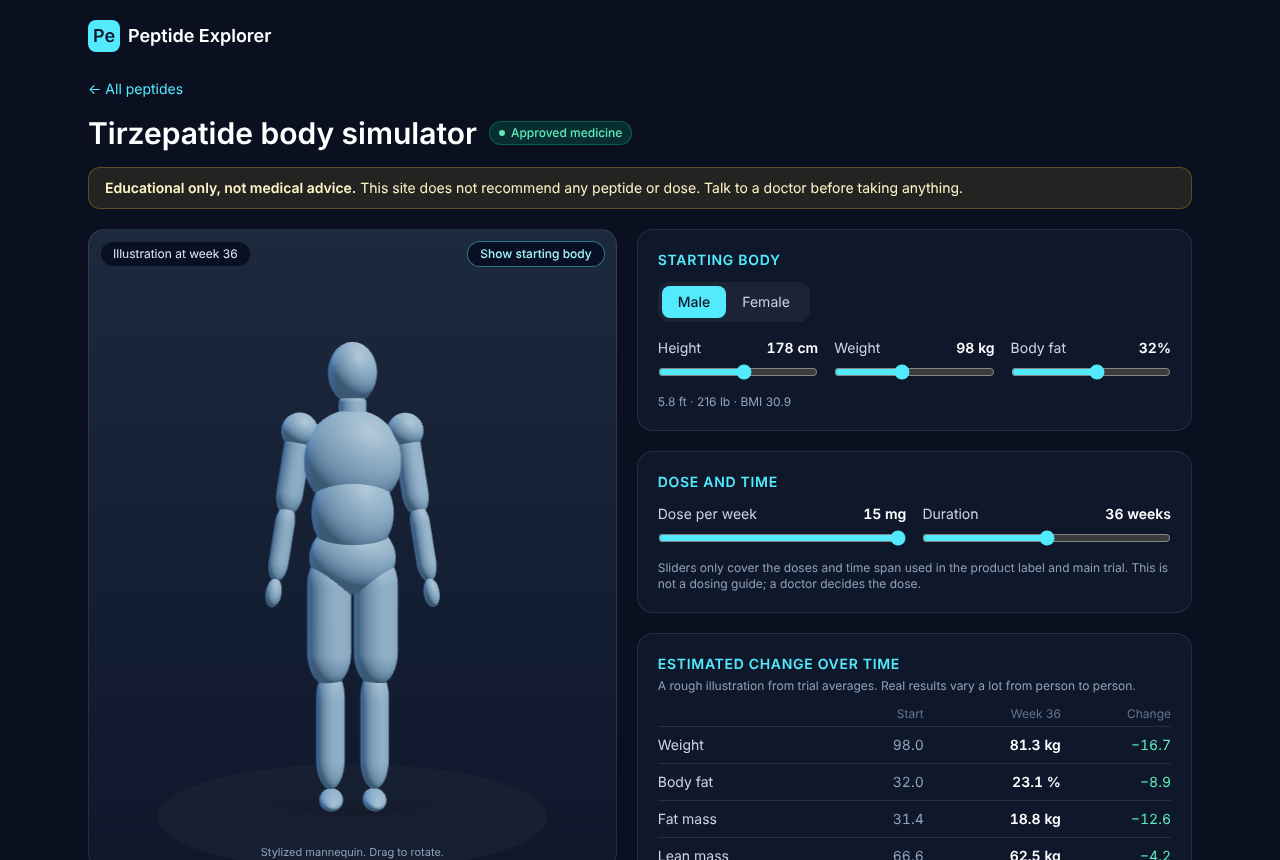 Pe Peptide Explorer
← All peptides
Tirzepatide body simulator
Approved medicine
Educational only, not medical advice. This site does not recommend any peptide or dose. Talk to a doctor before taking anything.
Illustration at week 36
Show starting body
Stylized mannequin. Drag to rotate.
STARTING BODY
Male Female
Height 178 cm Weight 98 kg Body fat 32%
5.8 ft · 216 lb · BMI 30.9
DOSE AND TIME
Dose per week 15 mg Duration 36 weeks
Sliders only cover the doses and time span used in the product label and main trial. This is
not a dosing guide; a doctor decides the dose.
ESTIMATED CHANGE OVER TIME
A rough illustration from trial averages. Real results vary a lot from person to person.
Start Week 36 Change
Weight 98.0 81.3 kg −16.7
Body fat 32.0 23.1 % −8.9
Fat mass 31.4 18.8 kg −12.6
Lean mass 66.6 62.5 kg −4.2